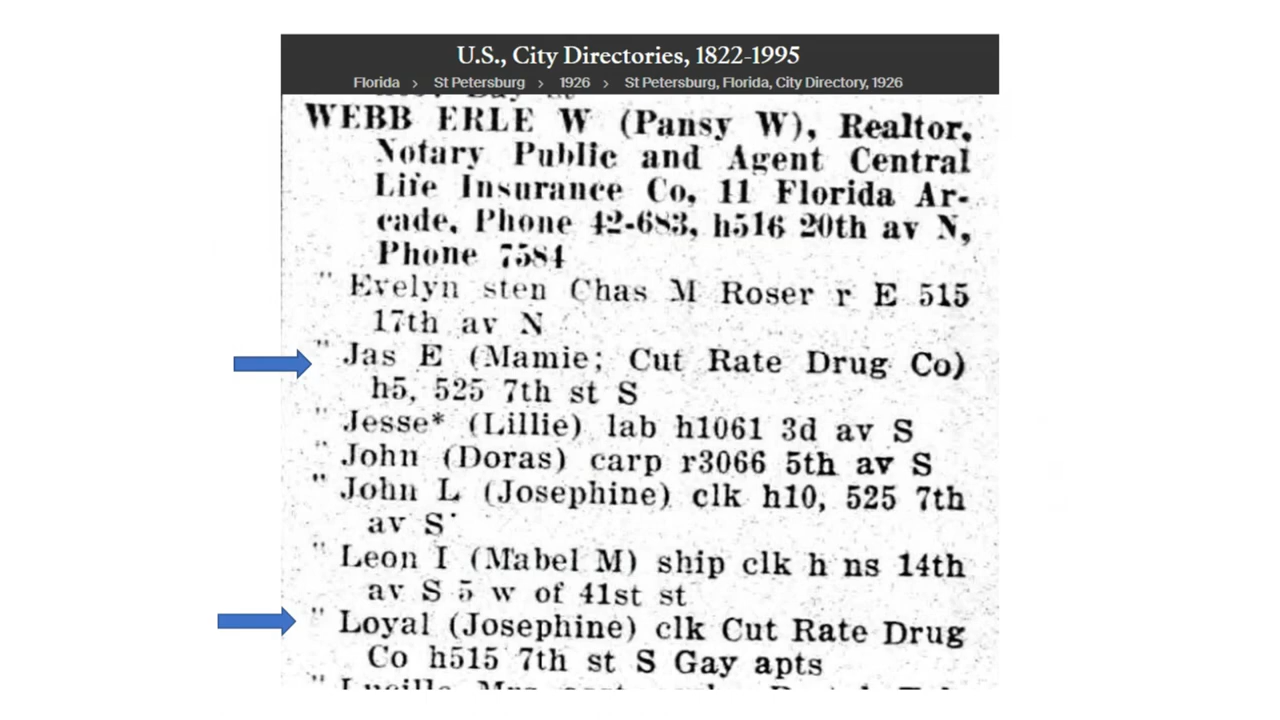 U.S., City Directories, 1822-1995
Florida > St Petersburg > 1926 > St Petersburg, Florida, City Directory, 1926
WEBB ERLE W (Pansy W), Realtor,
Notary Public and Agent Central
Life Insurance Co, 11 Florida Ar-
cade, Phone 42-683, h516 20th av N,
Phone 7584
" Evelyn sten Chas M Roser r E 515
17th av N
" Jas E (Mamie; Cut Rate Drug Co)
h5, 525 7th st S
" Jesse* (Lillie) lab h1061 3d av S
" John (Doras) carp r3066 5th av S
" John L (Josephine) clk h10, 525 7th
av S
" Leon I (Mabel M) ship clk h ns 14th
av S 5 w of 41st st
" Loyal (Josephine) clk Cut Rate Drug
Co h515 7th st S Gay apts
" Lucille Mrs